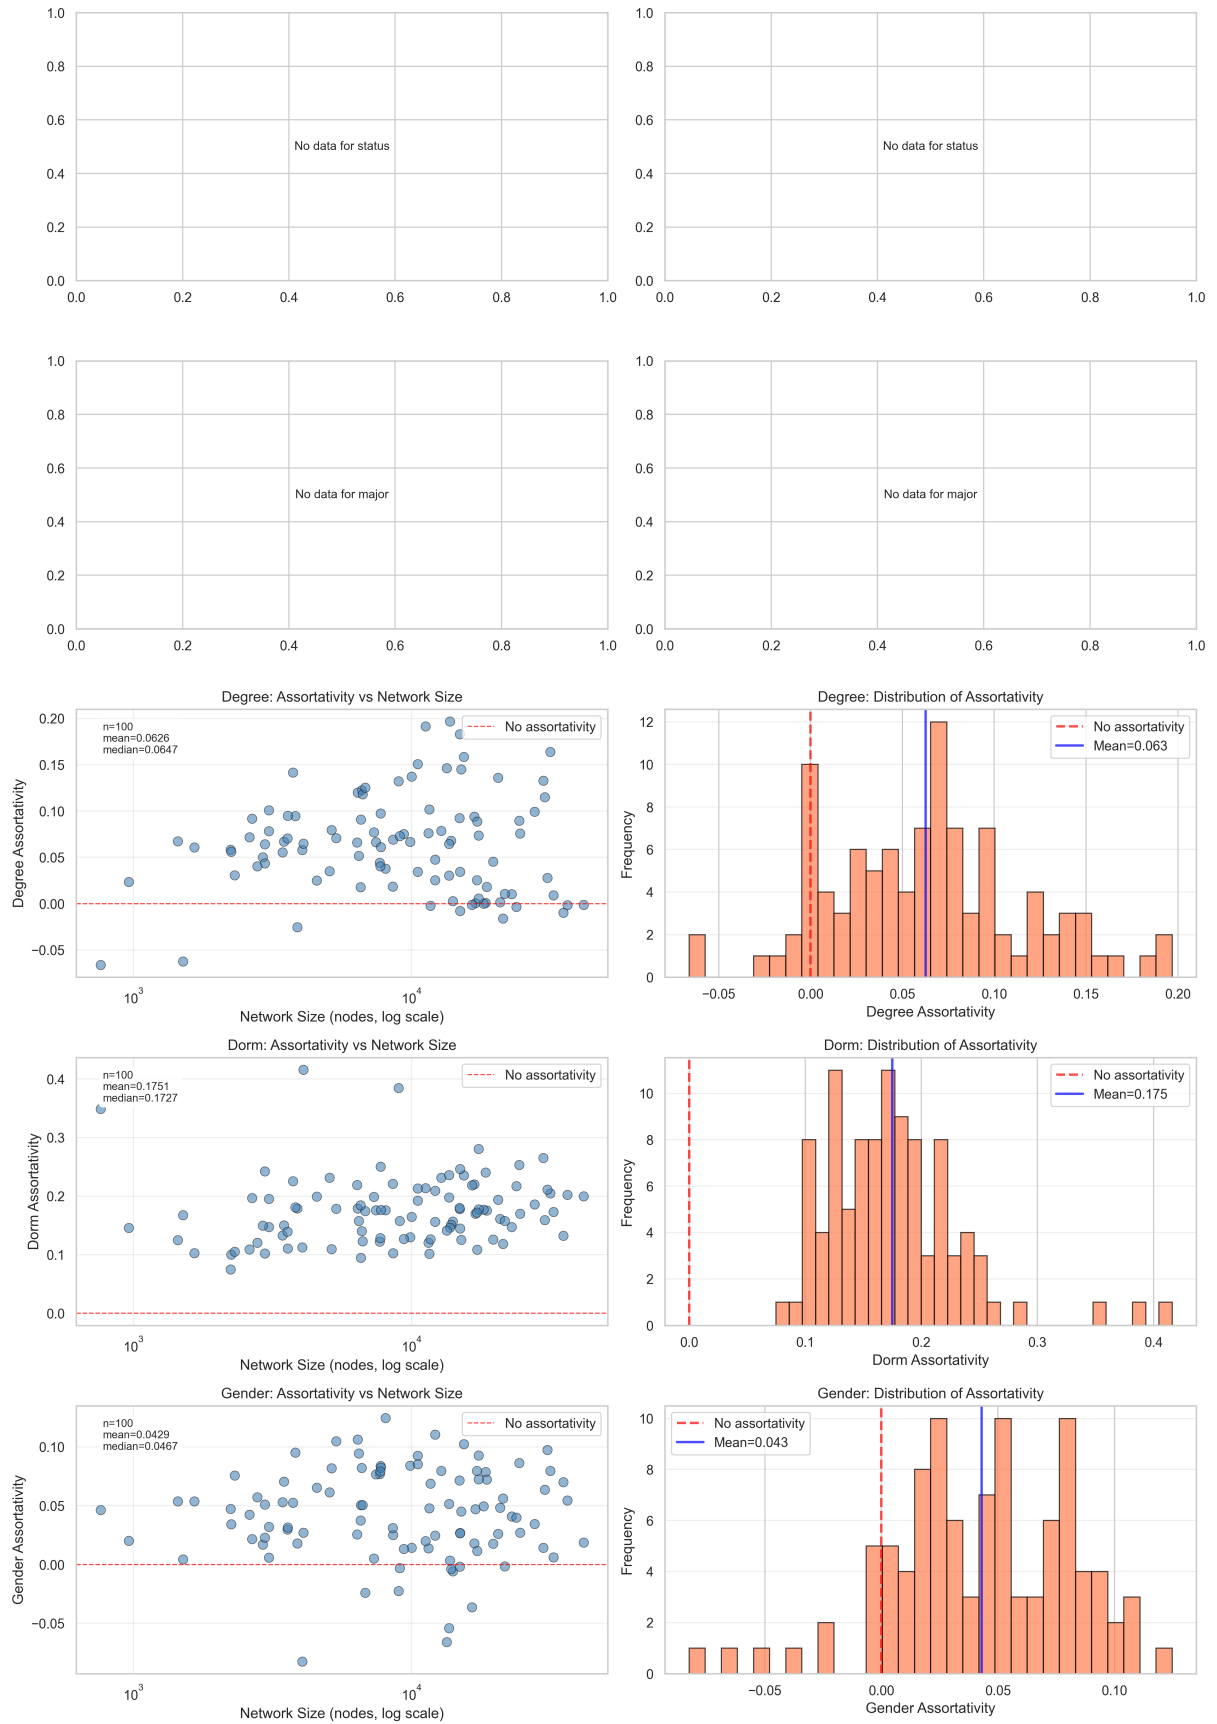 1.0
0.8
0.6
0.4
0.2
0.0
No data for status
0.0 0.2 0.4 0.6 0.8 1.0
1.0
0.8
0.6
0.4
0.2
0.0
No data for status
0.0 0.2 0.4 0.6 0.8 1.0
1.0
0.8
0.6
0.4
0.2
0.0
No data for major
0.0 0.2 0.4 0.6 0.8 1.0
1.0
0.8
0.6
0.4
0.2
0.0
No data for major
0.0 0.2 0.4 0.6 0.8 1.0
Degree: Assortativity vs Network Size
n=100
mean=0.0626
median=0.0647
No assortativity
Degree Assortativity
0.20
0.15
0.10
0.05
0.00
−0.05
10^3 10^4
Network Size (nodes, log scale)
Degree: Distribution of Assortativity
No assortativity
Mean=0.063
Frequency
12
10
8
6
4
2
0
−0.05 0.00 0.05 0.10 0.15 0.20
Degree Assortativity
Dorm: Assortativity vs Network Size
n=100
mean=0.1751
median=0.1727
No assortativity
Dorm Assortativity
0.4
0.3
0.2
0.1
0.0
10^3 10^4
Network Size (nodes, log scale)
Dorm: Distribution of Assortativity
No assortativity
Mean=0.175
Frequency
10
8
6
4
2
0
0.0 0.1 0.2 0.3 0.4
Dorm Assortativity
Gender: Assortativity vs Network Size
n=100
mean=0.0429
median=0.0467
No assortativity
Gender Assortativity
0.10
0.05
0.00
−0.05
10^3 10^4
Network Size (nodes, log scale)
Gender: Distribution of Assortativity
No assortativity
Mean=0.043
Frequency
10
8
6
4
2
0
−0.05 0.00 0.05 0.10
Gender Assortativity